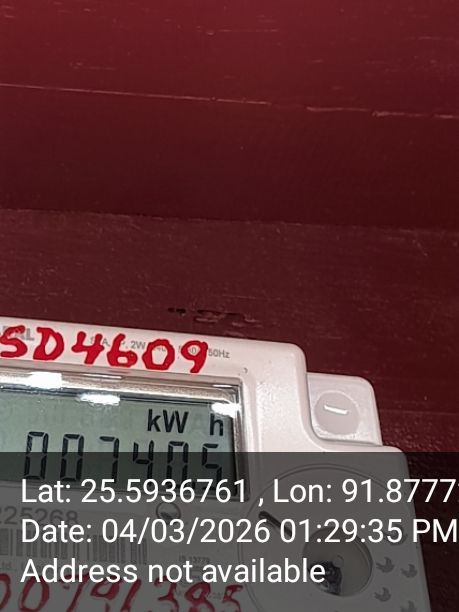 SD4609
kW h
007405
225268
Lat: 25.5936761 , Lon: 91.8777
Date: 04/03/2026 01:29:35 PM
Address not available